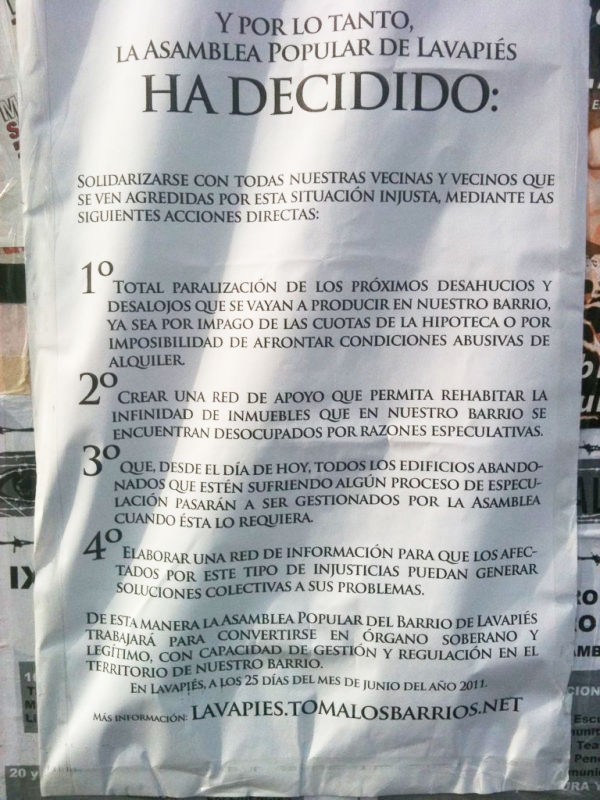 Y POR LO TANTO,
LA ASAMBLEA POPULAR DE LAVAPIÉS
HA DECIDIDO:
SOLIDARIZARSE CON TODAS NUESTRAS VECINAS Y VECINOS QUE
SE VEN AGREDIDAS POR ESTA SITUACIÓN INJUSTA, MEDIANTE LAS
SIGUIENTES ACCIONES DIRECTAS:
1º TOTAL PARALIZACIÓN DE LOS PRÓXIMOS DESAHUCIOS Y
DESALOJOS QUE SE VAYAN A PRODUCIR EN NUESTRO BARRIO,
YA SEA POR IMPAGO DE LAS CUOTAS DE LA HIPOTECA O POR
IMPOSIBILIDAD DE AFRONTAR CONDICIONES ABUSIVAS DE
ALQUILER.
2º CREAR UNA RED DE APOYO QUE PERMITA REHABITAR LA
INFINIDAD DE INMUEBLES QUE EN NUESTRO BARRIO SE
ENCUENTRAN DESOCUPADOS POR RAZONES ESPECULATIVAS.
3º QUE, DESDE EL DÍA DE HOY, TODOS LOS EDIFICIOS ABANDO-
NADOS QUE ESTÉN SUFRIENDO ALGÚN PROCESO DE ESPECU-
LACIÓN PASARÁN A SER GESTIONADOS POR LA ASAMBLEA
CUANDO ÉSTA LO REQUIERA.
4º ELABORAR UNA RED DE INFORMACIÓN PARA QUE LOS AFEC-
TADOS POR ESTE TIPO DE INJUSTICIAS PUEDAN GENERAR
SOLUCIONES COLECTIVAS A SUS PROBLEMAS.
DE ESTA MANERA LA ASAMBLEA POPULAR DEL BARRIO DE LAVAPIÉS
TRABAJARÁ PARA CONVERTIRSE EN ÓRGANO SOBERANO Y
LEGÍTIMO, CON CAPACIDAD DE GESTIÓN Y REGULACIÓN EN EL
TERRITORIO DE NUESTRO BARRIO.
EN LAVAPIÉS, A LOS 25 DÍAS DEL MES DE JUNIO DEL AÑO 2011.
MÁS INFORMACIÓN: LAVAPIES.TOMALOSBARRIOS.NET